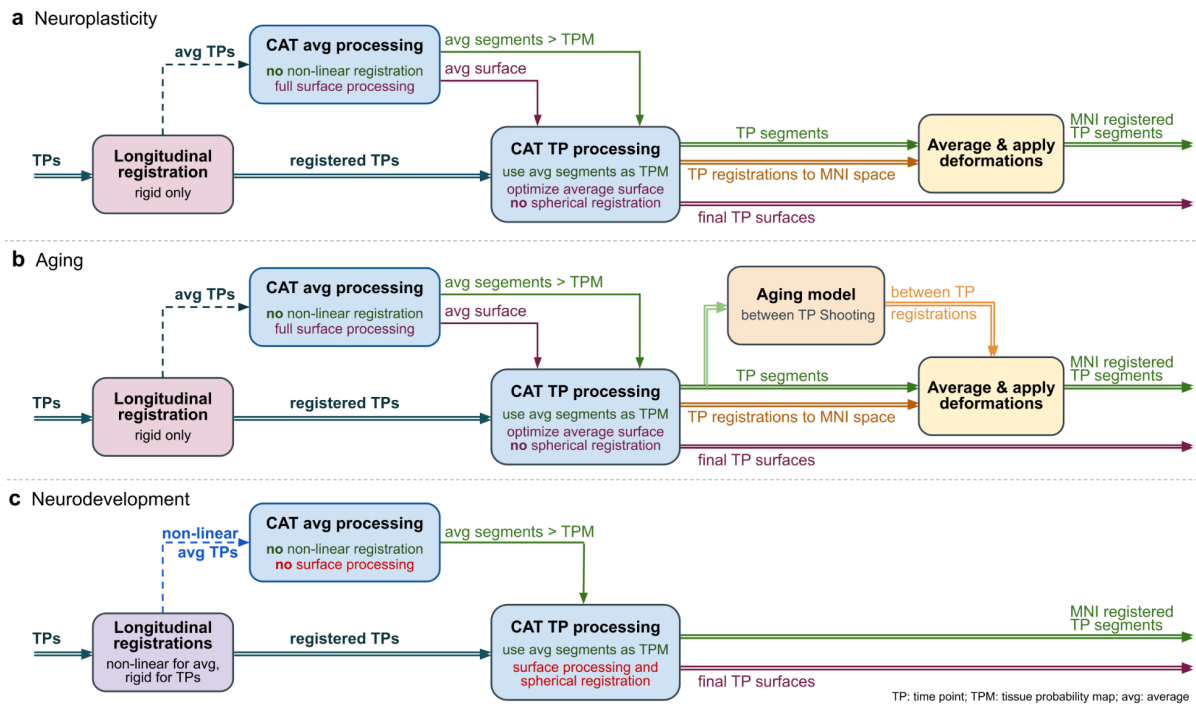 a Neuroplasticity
avg TPs
CAT avg processing
no non-linear registration
full surface processing
avg segments > TPM
avg surface
TPs
Longitudinal
registration
rigid only
registered TPs
CAT TP processing
use avg segments as TPM
optimize average surface
no spherical registration
TP segments
TP registrations to MNI space
final TP surfaces
Average & apply
deformations
MNI registered
TP segments
b Aging
avg TPs
CAT avg processing
no non-linear registration
full surface processing
avg segements > TPM
avg surface
TPs
Longitudinal
registration
rigid only
registered TPs
CAT TP processing
use avg segments as TPM
optimize average surface
no spherical registration
Aging model
between TP Shooting
between TP
registrations
TP segments
TP registrations to MNI space
final TP surfaces
Average & apply
deformations
MNI registered
TP segments
c Neurodevelopment
non-linear
avg TPs
CAT avg processing
no non-linear registration
no surface processing
avg segments > TPM
TPs
Longitudinal
registrations
non-linear for avg,
rigid for TPs
registered TPs
CAT TP processing
use avg segments as TPM
surface processing and
spherical registration
MNI registered
TP segments
final TP surfaces
TP: time point; TPM: tissue probability map; avg: average